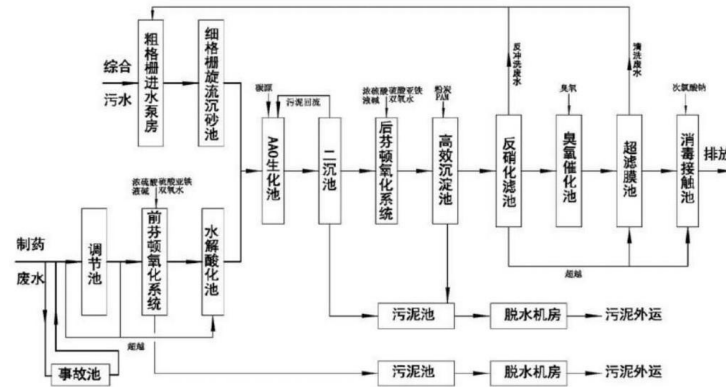 综合
污水
粗格栅进水泵房
细格栅旋流沉砂池
碳源
污泥回流
AAO生化池
二沉池
浓硫酸硫酸亚铁
液碱 双氧水
后芬顿氧化系统
粉炭
PAM
高效沉淀池
反冲洗废水
反硝化滤池
臭氧
臭氧催化池
清洗废水
超滤膜池
次氯酸钠
消毒接触池
排放
超越
制药
废水
调节池
浓硫酸硫酸亚铁
液碱 双氧水
前芬顿氧化系统
水解酸化池
超越
事故池
污泥池
脱水机房
污泥外运
污泥池
脱水机房
污泥外运